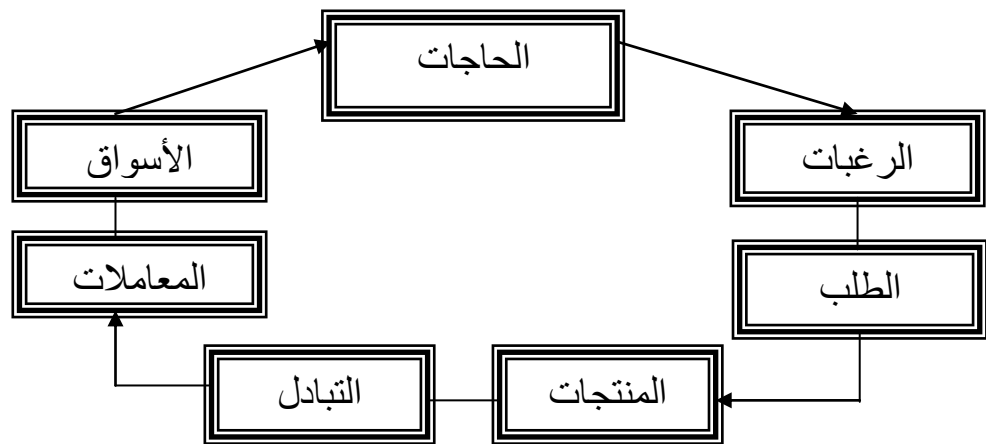 الحاجات
الأسواق
الرغبات
المعاملات
الطلب
التبادل
المنتجات